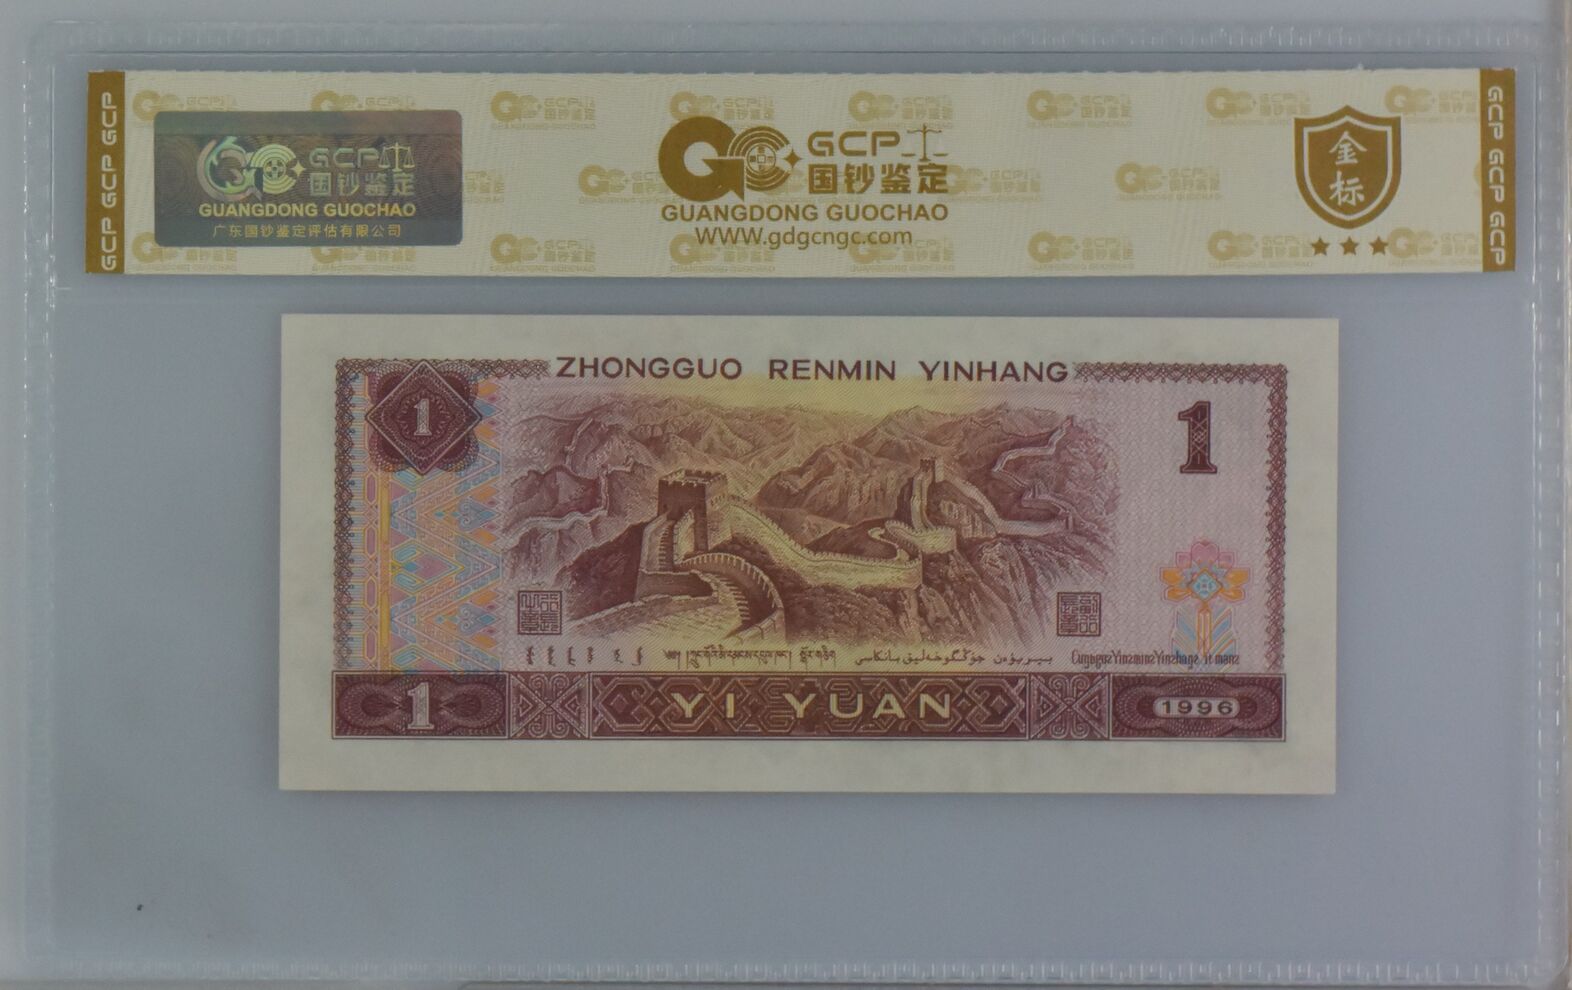 GCP GCP GCP
GCP
国钞鉴定
GUANGDONG GUOCHAO
广东国钞鉴定评估有限公司
GCP
国钞鉴定
GUANGDONG GUOCHAO
www.gdgcngc.com
金标
GCP GCP GCP
ZHONGGUO RENMIN YINHANG
1
1
1
YI YUAN
1996